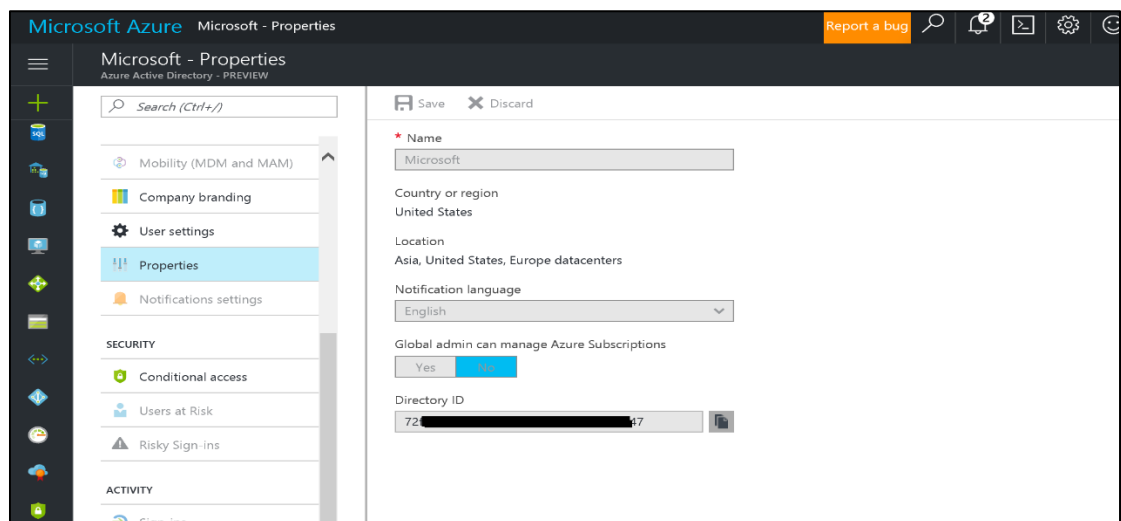 Microsoft Azure Microsoft - Properties
Report a bug
2
Microsoft - Properties
Azure Active Directory - PREVIEW
Search (Ctrl+/)
Mobility (MDM and MAM)
Company branding
User settings
Properties
Notifications settings
SECURITY
Conditional access
Users at Risk
Risky Sign-ins
ACTIVITY
Save Discard
* Name
Microsoft
Country or region
United States
Location
Asia, United States, Europe datacenters
Notification language
English
Global admin can manage Azure Subscriptions
Yes No
Directory ID
72 47
SQL